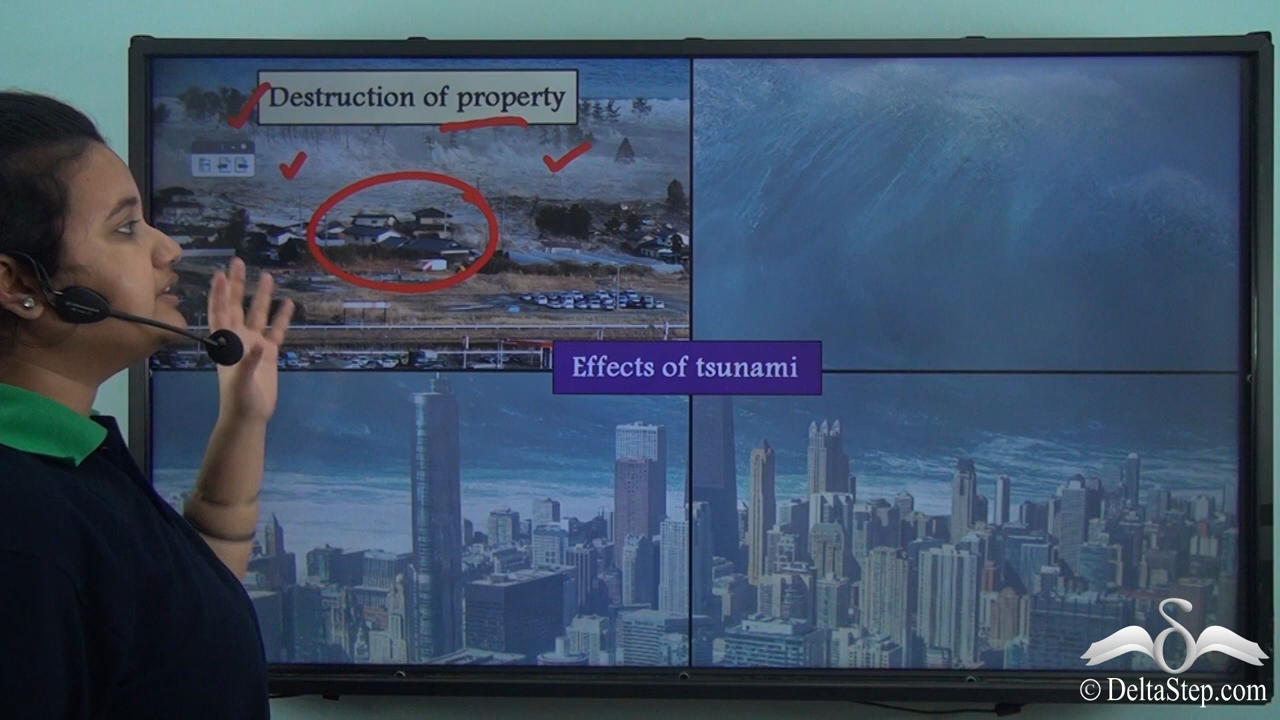 Destruction of property
Effects of tsunami
© DeltaStep.com